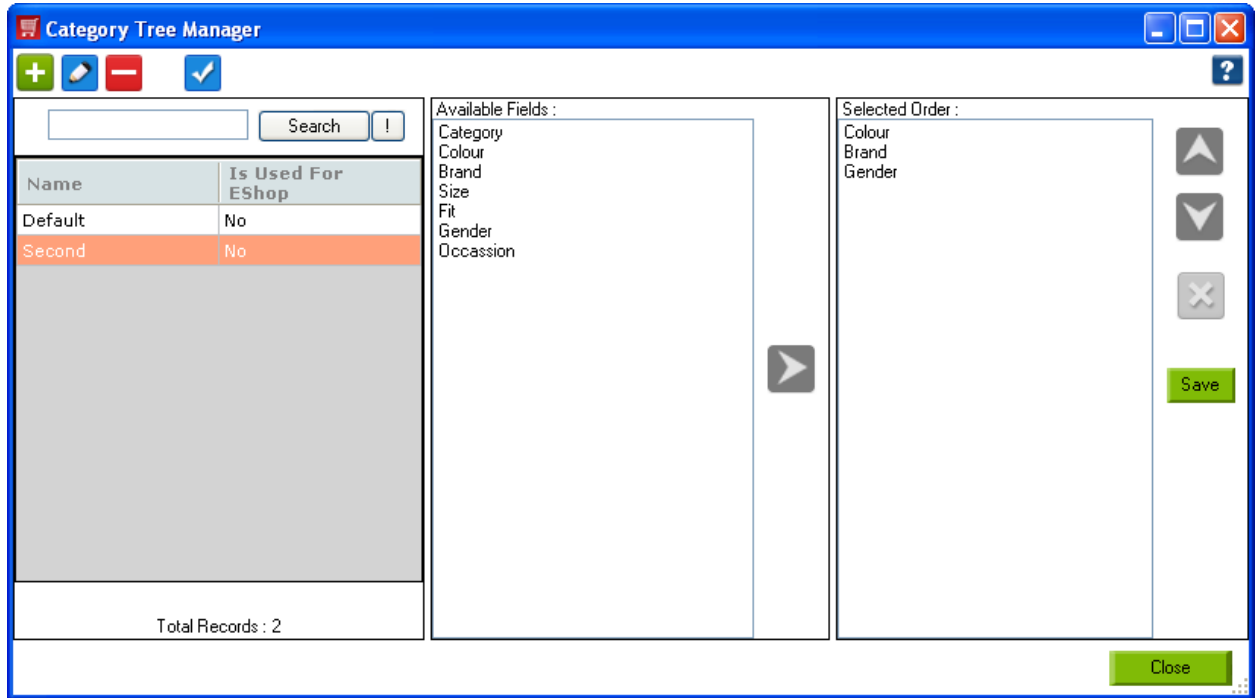 Category Tree Manager
Search !
Name Is Used For
EShop
Default No
Second No
Total Records : 2
Available Fields :
Category
Colour
Brand
Size
Fit
Gender
Occassion
Selected Order :
Colour
Brand
Gender
Save
Close